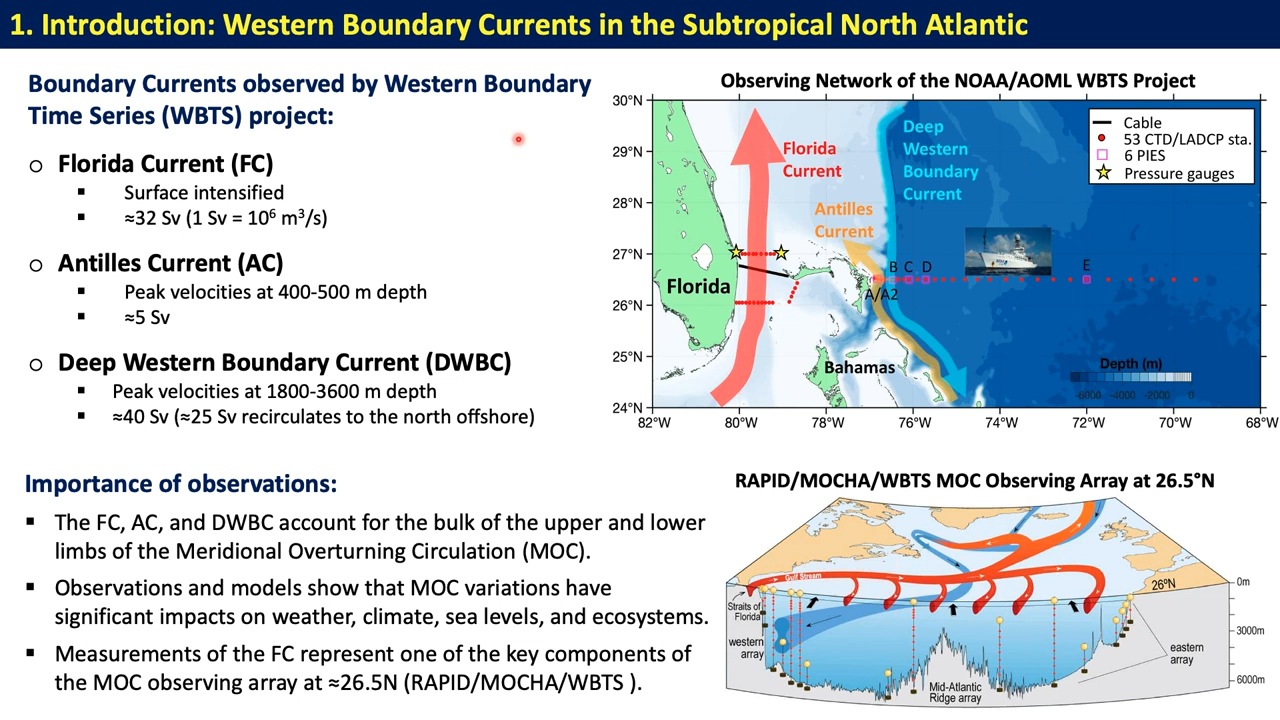 1. Introduction: Western Boundary Currents in the Subtropical North Atlantic
Boundary Currents observed by Western Boundary
Time Series (WBTS) project:
o Florida Current (FC)
▪ Surface intensified
▪ ≈32 Sv (1 Sv = 10⁶ m³/s)
o Antilles Current (AC)
▪ Peak velocities at 400-500 m depth
▪ ≈5 Sv
o Deep Western Boundary Current (DWBC)
▪ Peak velocities at 1800-3600 m depth
▪ ≈40 Sv (≈25 Sv recirculates to the north offshore)
Importance of observations:
▪ The FC, AC, and DWBC account for the bulk of the upper and lower
limbs of the Meridional Overturning Circulation (MOC).
▪ Observations and models show that MOC variations have
significant impacts on weather, climate, sea levels, and ecosystems.
▪ Measurements of the FC represent one of the key components of
the MOC observing array at ≈26.5N (RAPID/MOCHA/WBTS ).
Observing Network of the NOAA/AOML WBTS Project
30°N
29°N
28°N
27°N
26°N
25°N
24°N
82°W 80°W 78°W 76°W 74°W 72°W 70°W 68°W
Florida
Current
Antilles
Current
Deep
Western
Boundary
Current
Cable
53 CTD/LADCP sta.
6 PIES
Pressure gauges
Florida
Bahamas
A/A2
B C D
E
Depth (m)
-6000 -4000 -2000 0
RAPID/MOCHA/WBTS MOC Observing Array at 26.5°N
Gulf Stream
26ºN
0m
3000m
6000m
Straits of
Florida
western
array
Mid-Atlantic
Ridge array
eastern
array